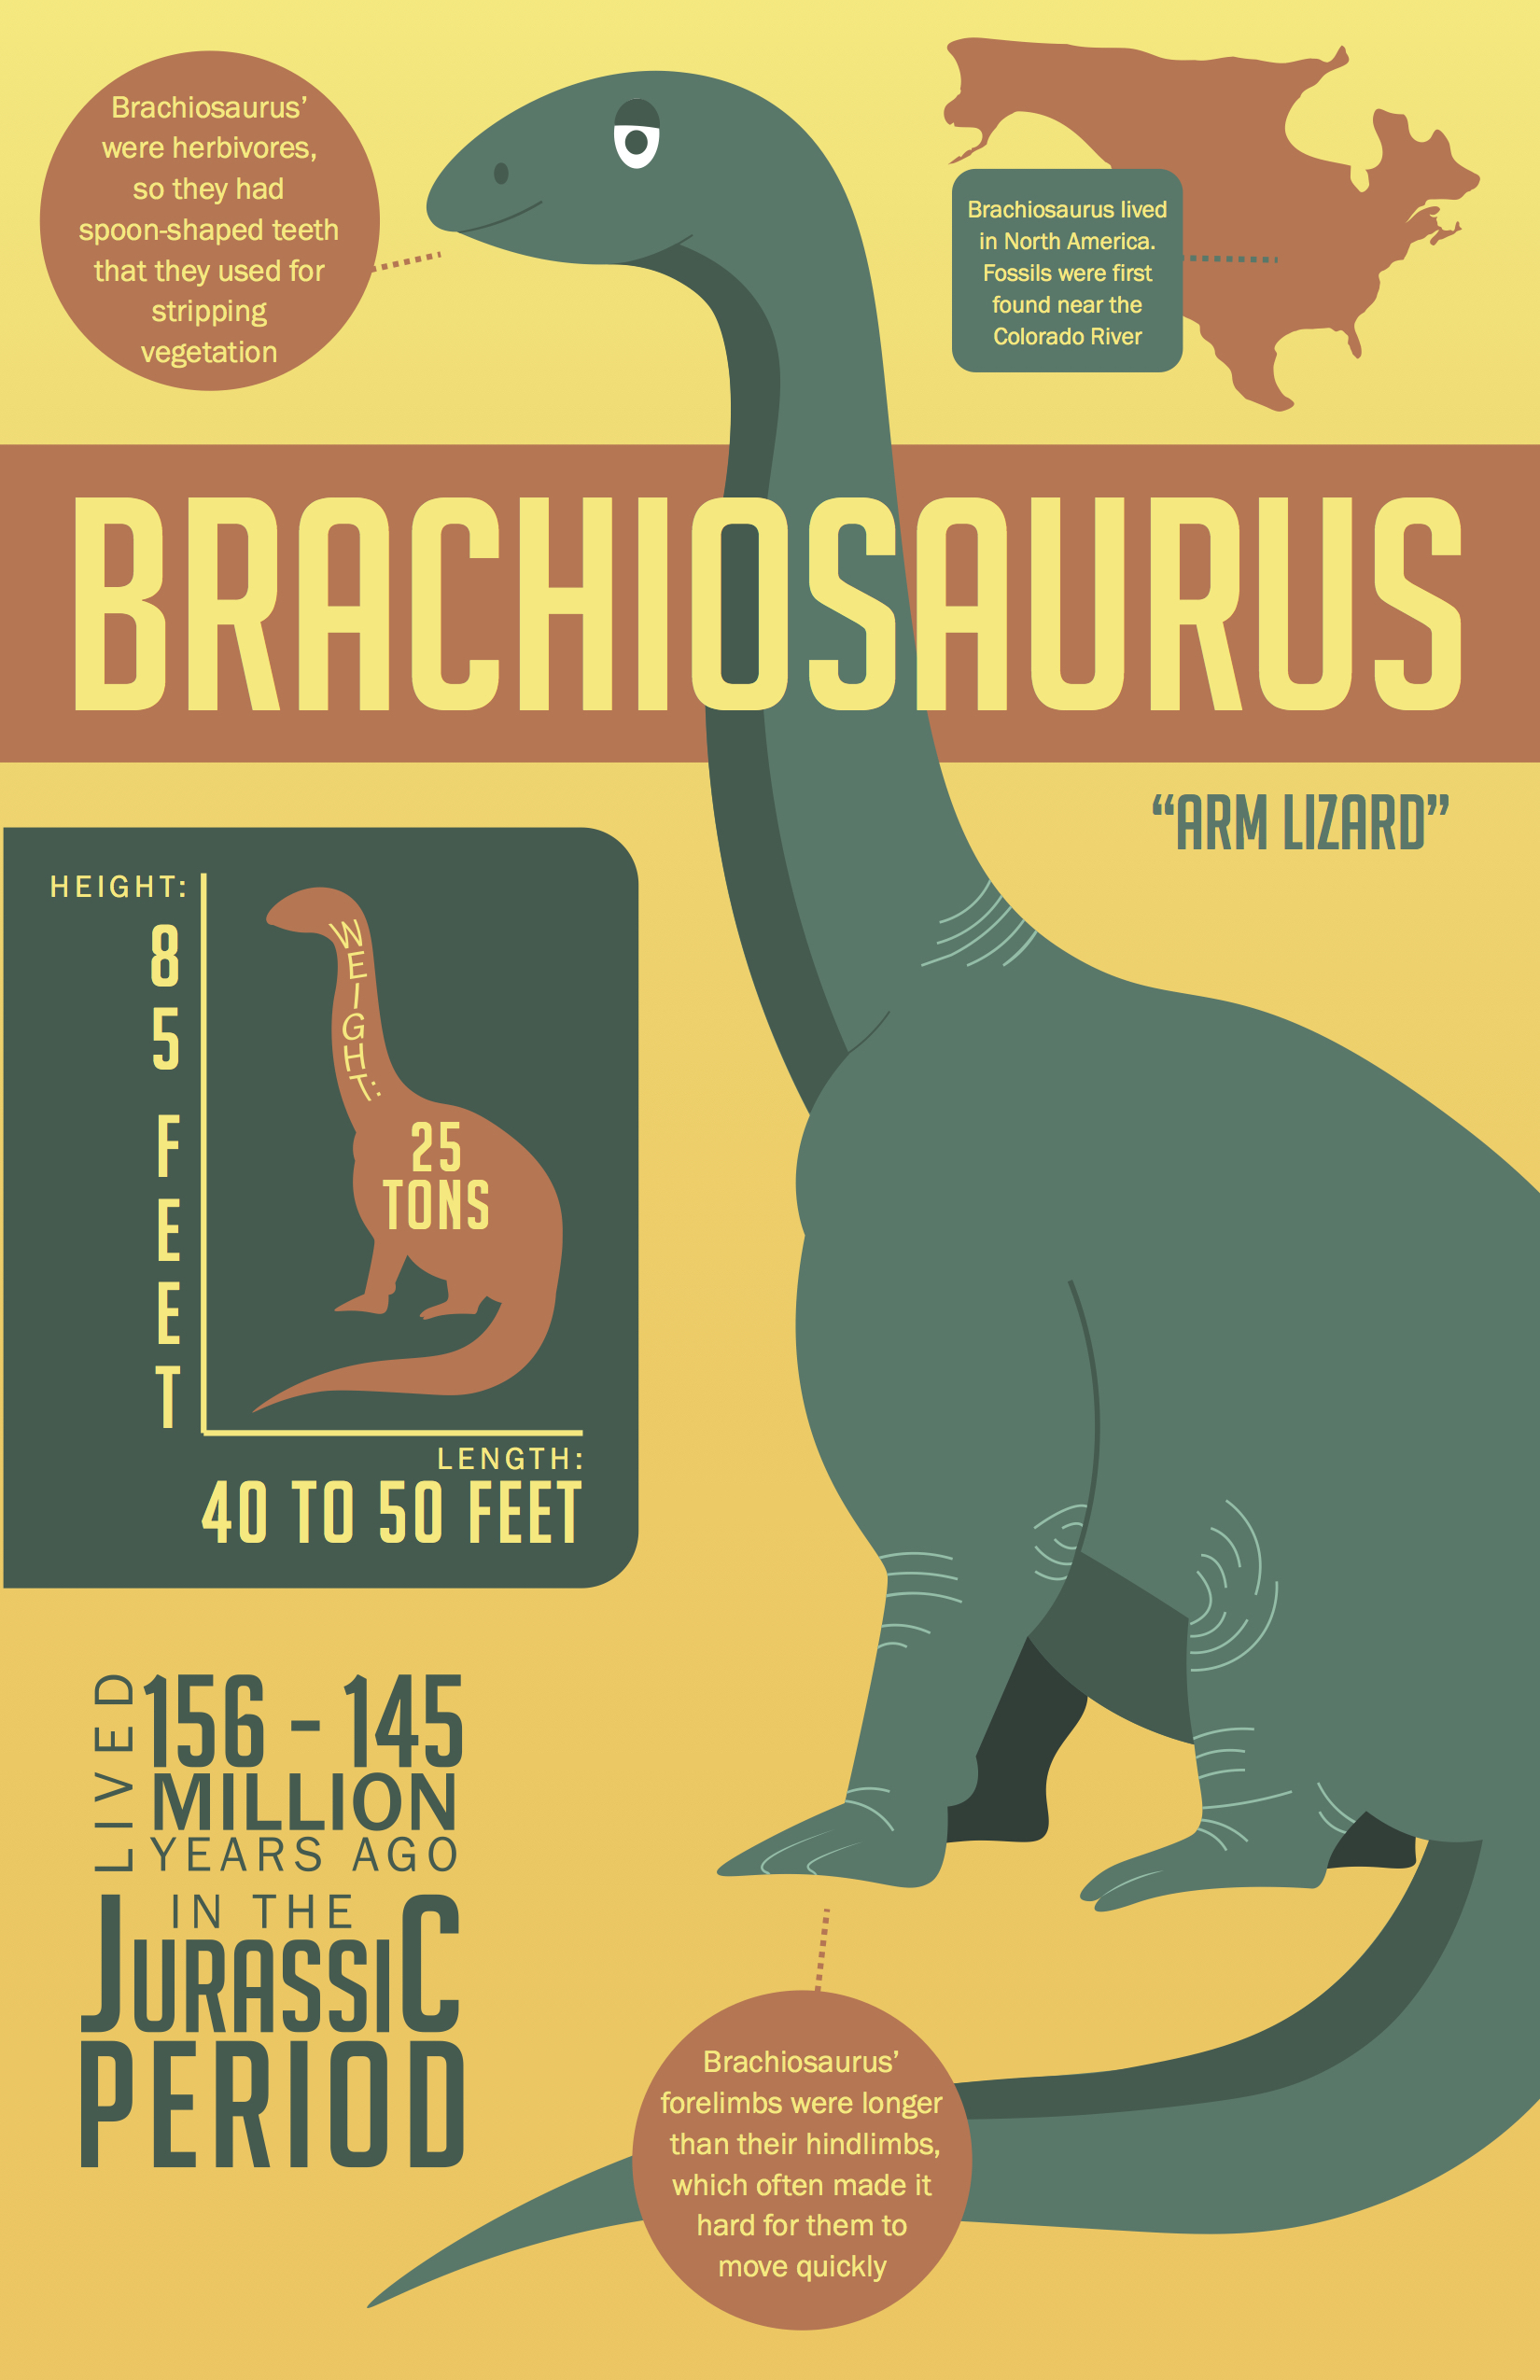 Brachiosaurus’
were herbivores,
so they had
spoon-shaped teeth
that they used for
stripping
vegetation
Brachiosaurus lived
in North America.
Fossils were first
found near the
Colorado River
BRACHIOSAURUS
“ARM LIZARD”
HEIGHT:
85 FEET
WEIGHT:
25
TONS
LENGTH:
40 TO 50 FEET
LIVED
156 – 145
MILLION
YEARS AGO
IN THE
JURASSIC
PERIOD
Brachiosaurus’
forelimbs were longer
than their hindlimbs,
which often made it
hard for them to
move quickly